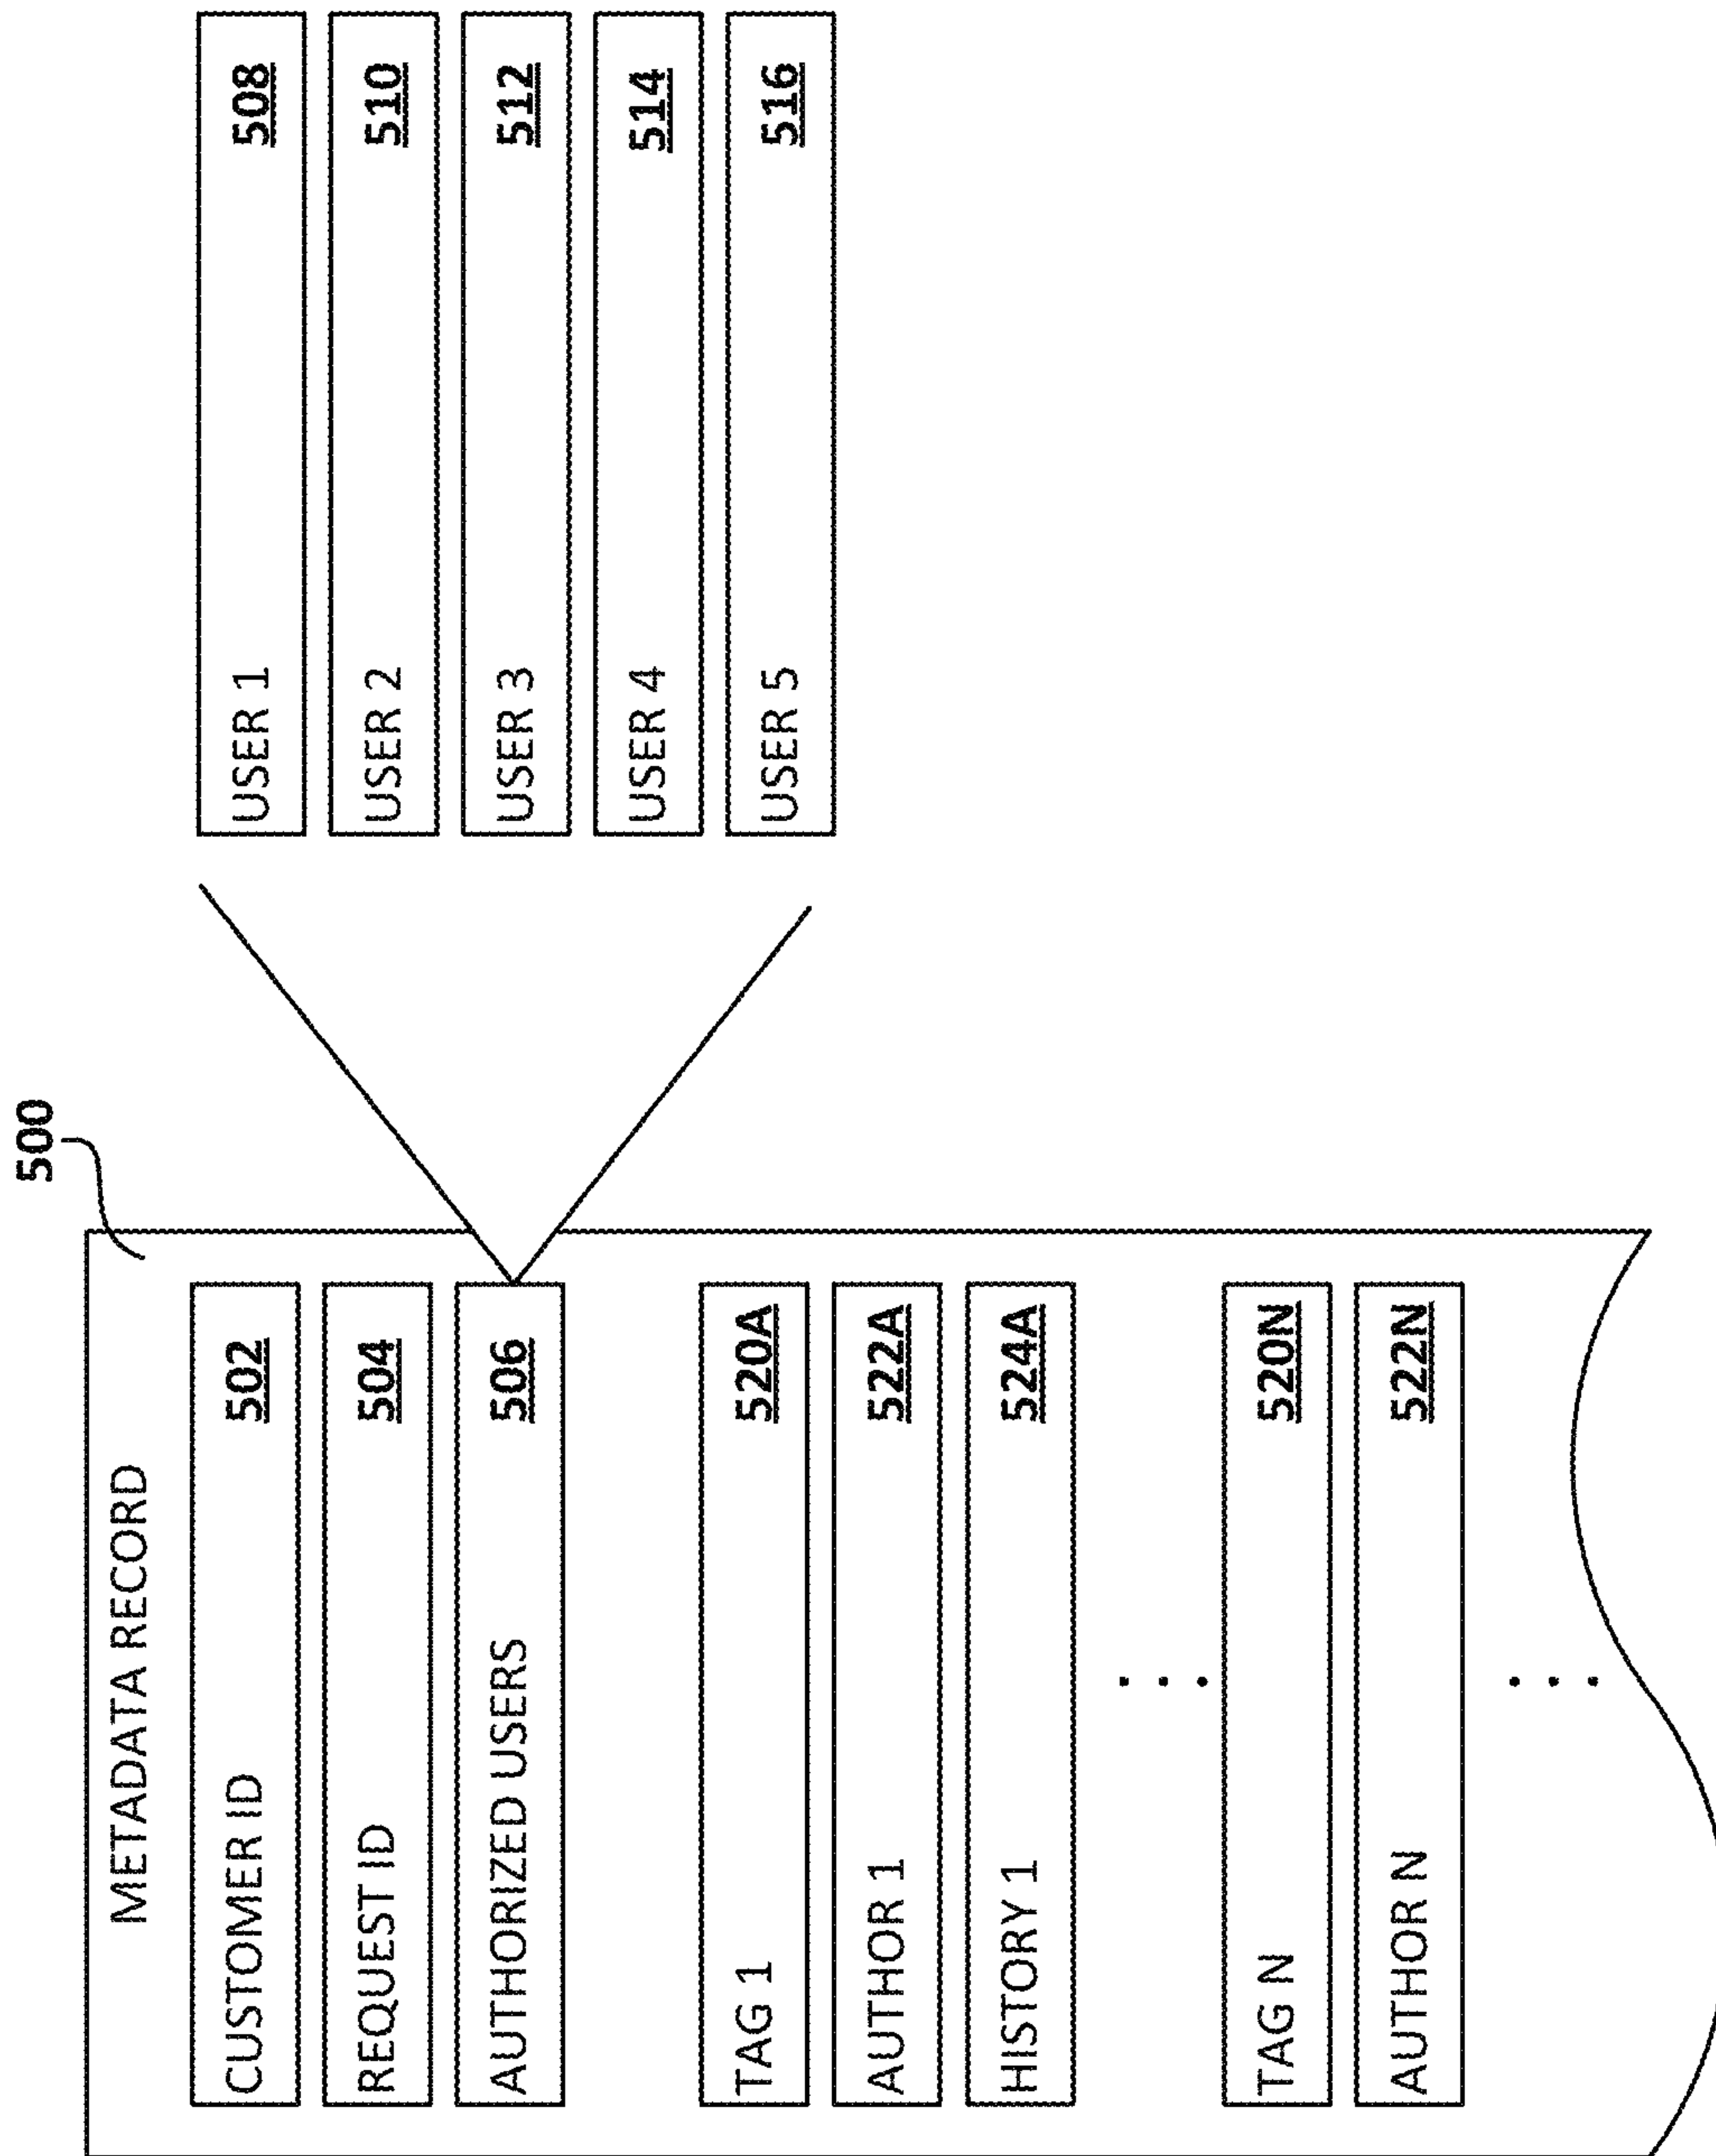 500
METADATA RECORD
CUSTOMER ID 502
REQUEST ID 504
AUTHORIZED USERS 506
TAG 1 520A
AUTHOR 1 522A
HISTORY 1 524A
...
TAG N 520N
AUTHOR N 522N
...
USER 1 508
USER 2 510
USER 3 512
USER 4 514
USER 5 516